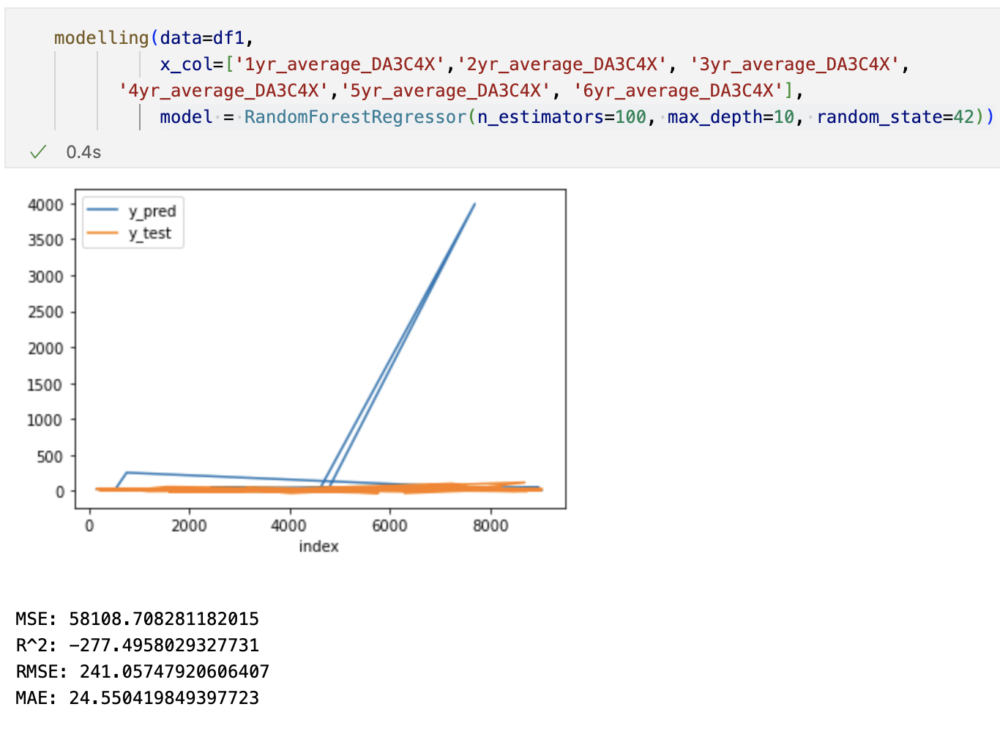 modelling(data=df1,
x_col=['1yr_average_DA3C4X','2yr_average_DA3C4X', '3yr_average_DA3C4X',
'4yr_average_DA3C4X','5yr_average_DA3C4X', '6yr_average_DA3C4X'],
model = RandomForestRegressor(n_estimators=100, max_depth=10, random_state=42))
0.4s
4000
3500
3000
2500
2000
1500
1000
500
0
y_pred
y_test
0 2000 4000 6000 8000
index
MSE: 58108.708281182015
R^2: -277.4958029327731
RMSE: 241.05747920606407
MAE: 24.550419849397723